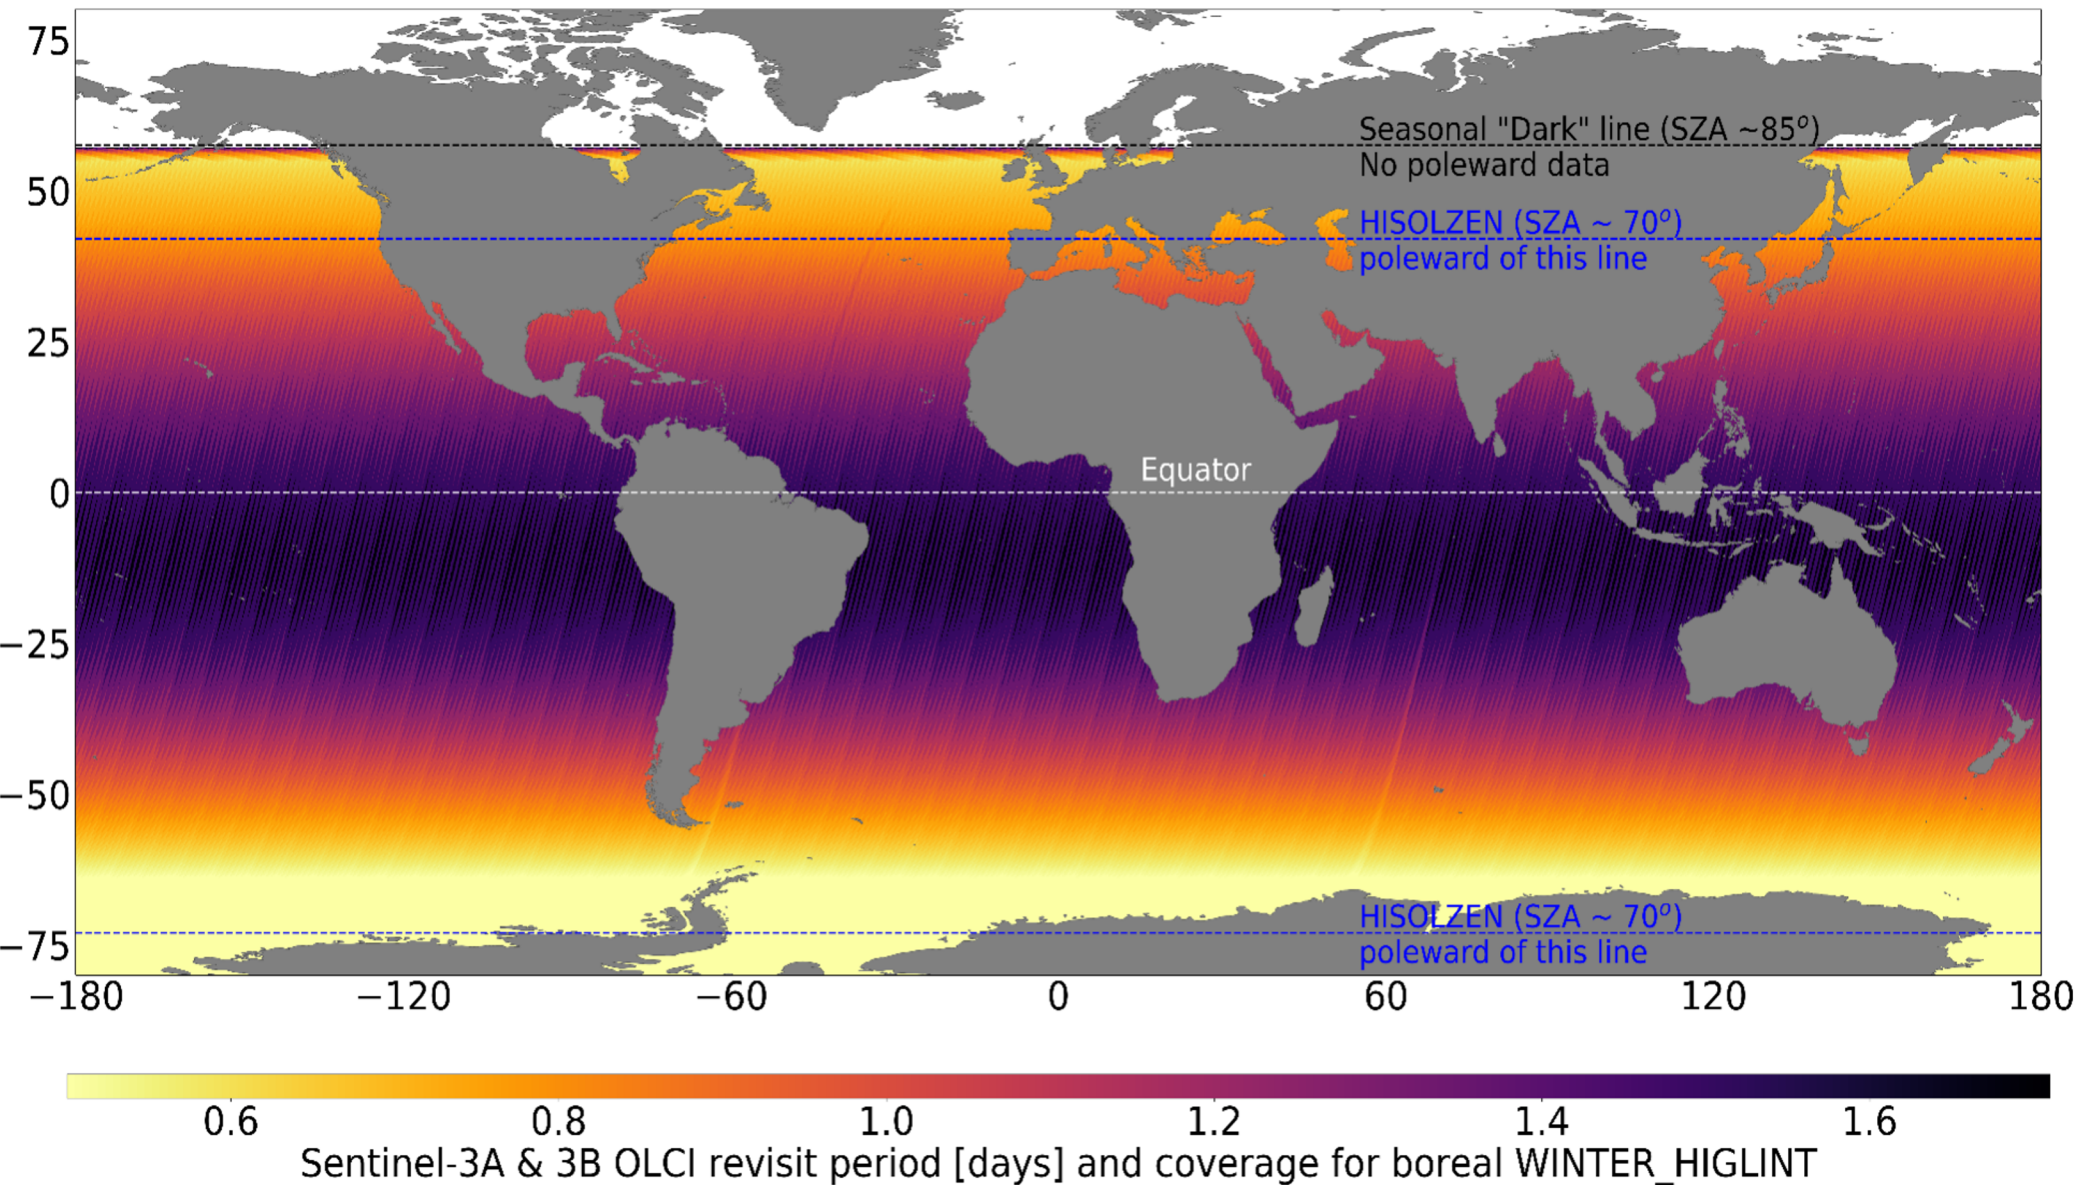 75
Seasonal "Dark" line (SZA ~85º)
No poleward data
50
HISOLZEN (SZA ~ 70º)
poleward of this line
25
Equator
0
−25
−50
HISOLZEN (SZA ~ 70º)
poleward of this line
−75
−180 −120 −60 0 60 120 180
0.6 0.8 1.0 1.2 1.4 1.6
Sentinel-3A & 3B OLCI revisit period [days] and coverage for boreal WINTER_HIGLINT